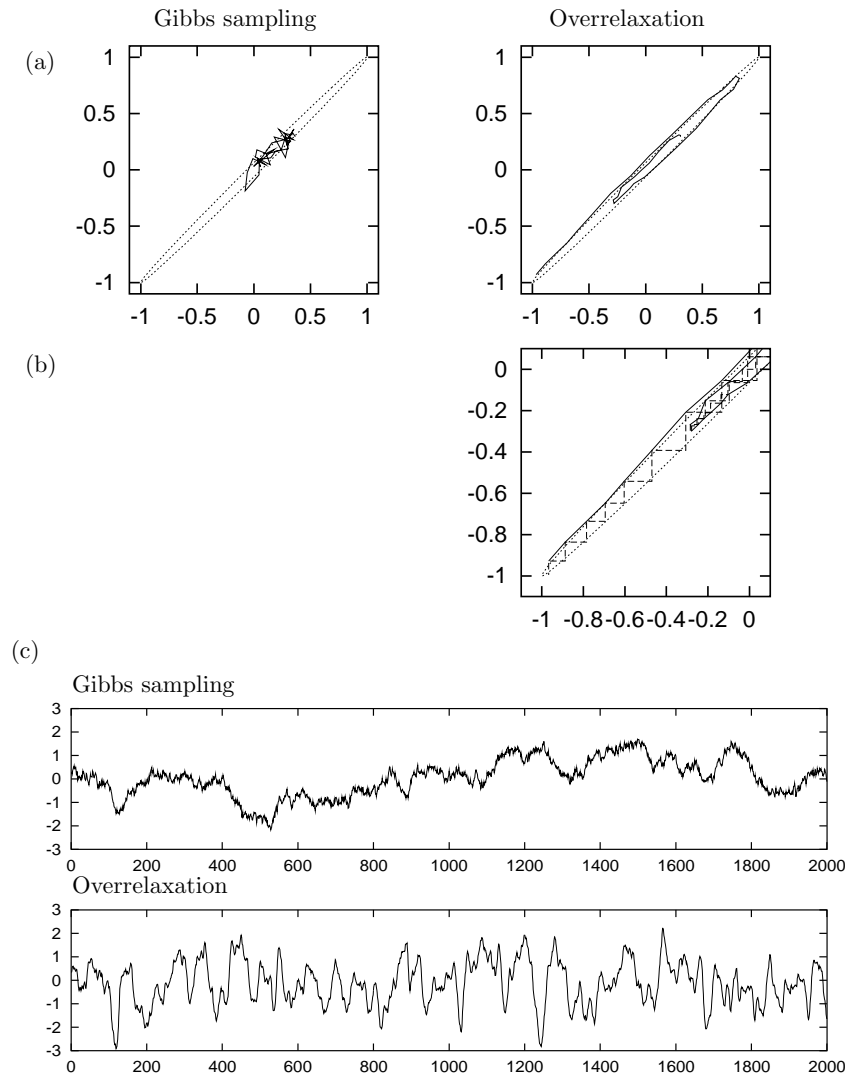 Gibbs sampling Overrelaxation
(a)
1 1
0.5 0.5
0 0
-0.5 -0.5
-1 -1
-1 -0.5 0 0.5 1 -1 -0.5 0 0.5 1
(b)
0
-0.2
-0.4
-0.6
-0.8
-1
-1 -0.8 -0.6 -0.4 -0.2 0
(c)
Gibbs sampling
3
2
1
0
-1
-2
-3
0 200 400 600 800 1000 1200 1400 1600 1800 2000
Overrelaxation
3
2
1
0
-1
-2
-3
0 200 400 600 800 1000 1200 1400 1600 1800 2000